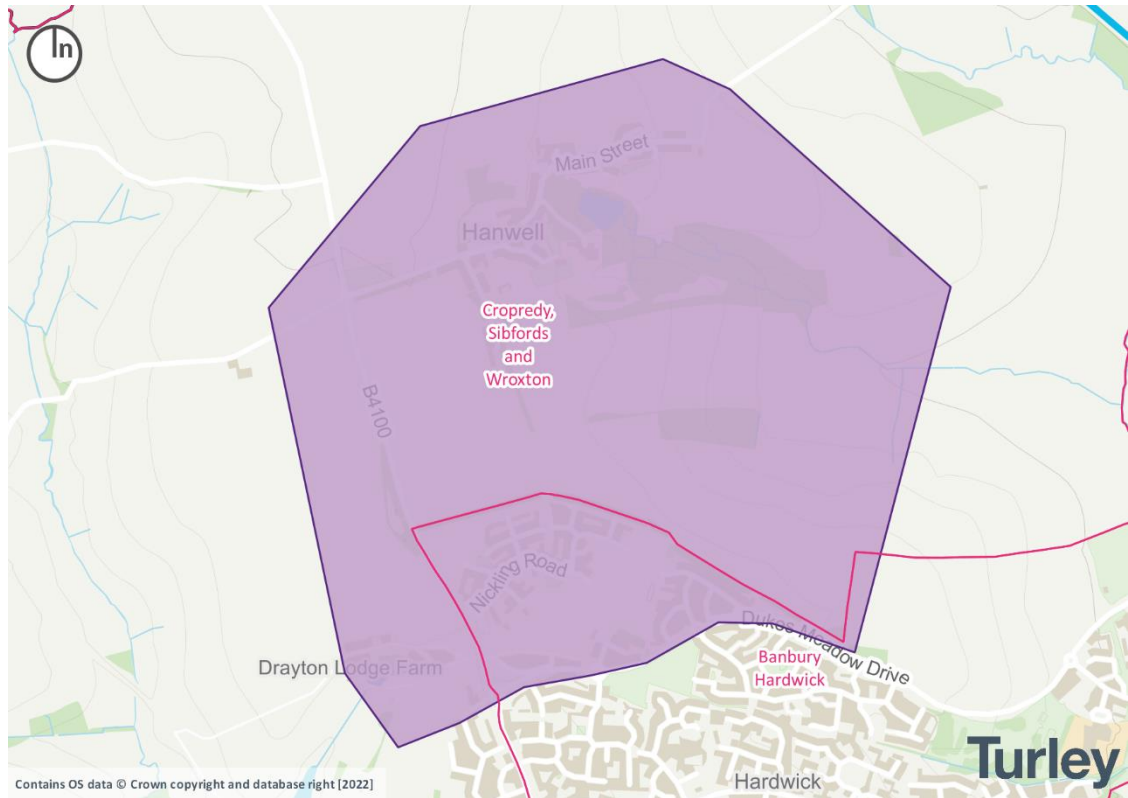 n
Main Street
Hanwell
Cropredy,
Sibfords
and
Wroxton
B4100
Nickling Road
Drayton Lodge Farm
Dukes Meadow Drive
Banbury
Hardwick
Hardwick
Turley
Contains OS data © Crown copyright and database right [2022]